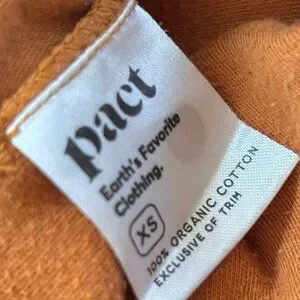 pact
Earth's Favorite
Clothing.
XS
100% ORGANIC COTTON
EXCLUSIVE OF TRIM